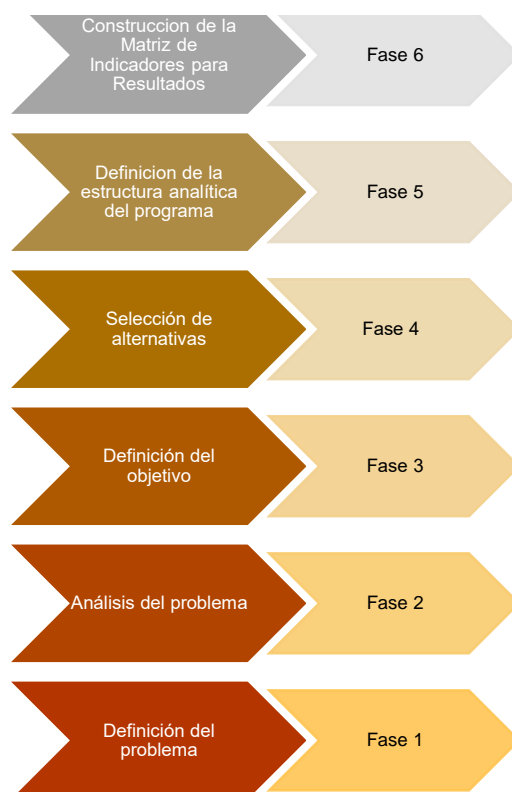 Construccion de la
Matriz de
Indicadores para
Resultados
Fase 6
Definicion de la
estructura analítica
del programa
Fase 5
Selección de
alternativas
Fase 4
Definición del
objetivo
Fase 3
Análisis del problema
Fase 2
Definición del
problema
Fase 1